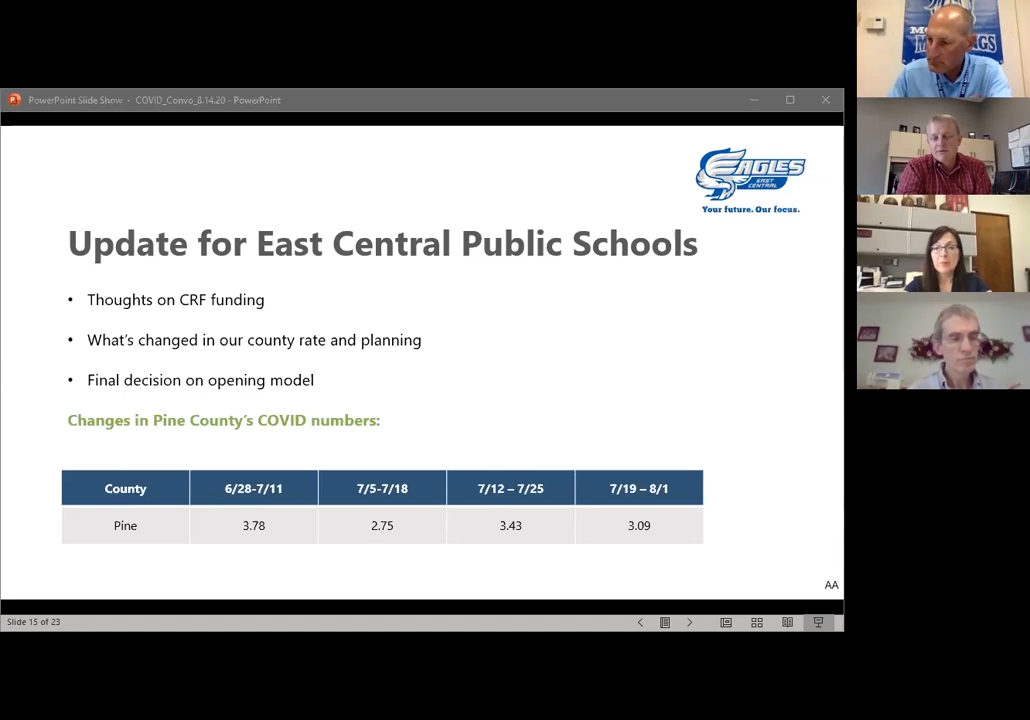 PowerPoint Slide Show - COVID_Convo_8.14.20 - PowerPoint
EAGLES
EAST CENTRAL
Your future. Our focus.
Update for East Central Public Schools
• Thoughts on CRF funding
• What's changed in our county rate and planning
• Final decision on opening model
Changes in Pine County's COVID numbers:
County 6/28-7/11 7/5-7/18 7/12 – 7/25 7/19 – 8/1
Pine 3.78 2.75 3.43 3.09
AA
Slide 15 of 23